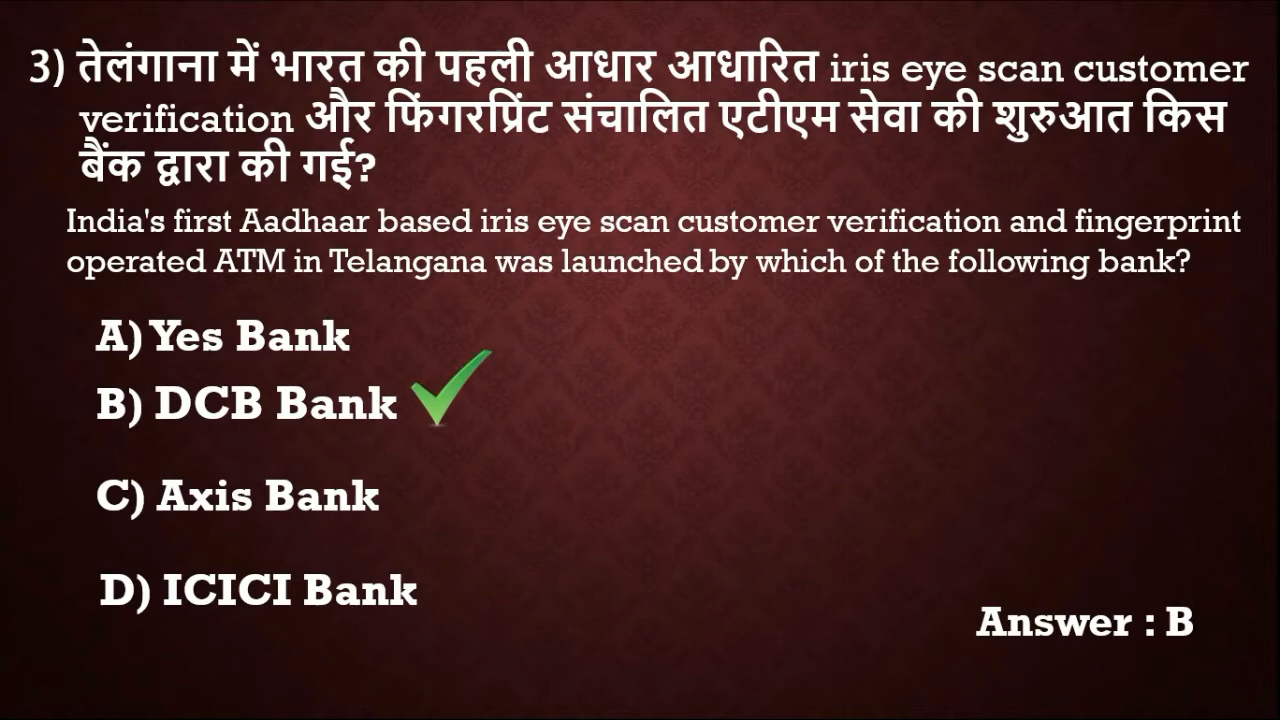 3) तेलंगाना में भारत की पहली आधार आधारित iris eye scan customer
verification और फिंगरप्रिंट संचालित एटीएम सेवा की शुरुआत किस
बैंक द्वारा की गई?
India's first Aadhaar based iris eye scan customer verification and fingerprint
operated ATM in Telangana was launched by which of the following bank?
A) Yes Bank
B) DCB Bank
C) Axis Bank
D) ICICI Bank
Answer : B